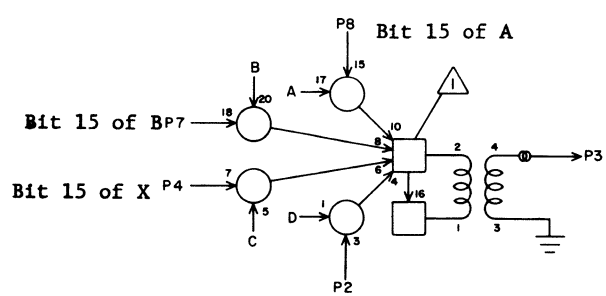 P8 Bit 15 of A
B A 17 15 1
18 20 10
Bit 15 of B P7 8 2 4 P3
7 6 4 16
Bit 15 of X P4 5 1 3
C D 1 3
P2